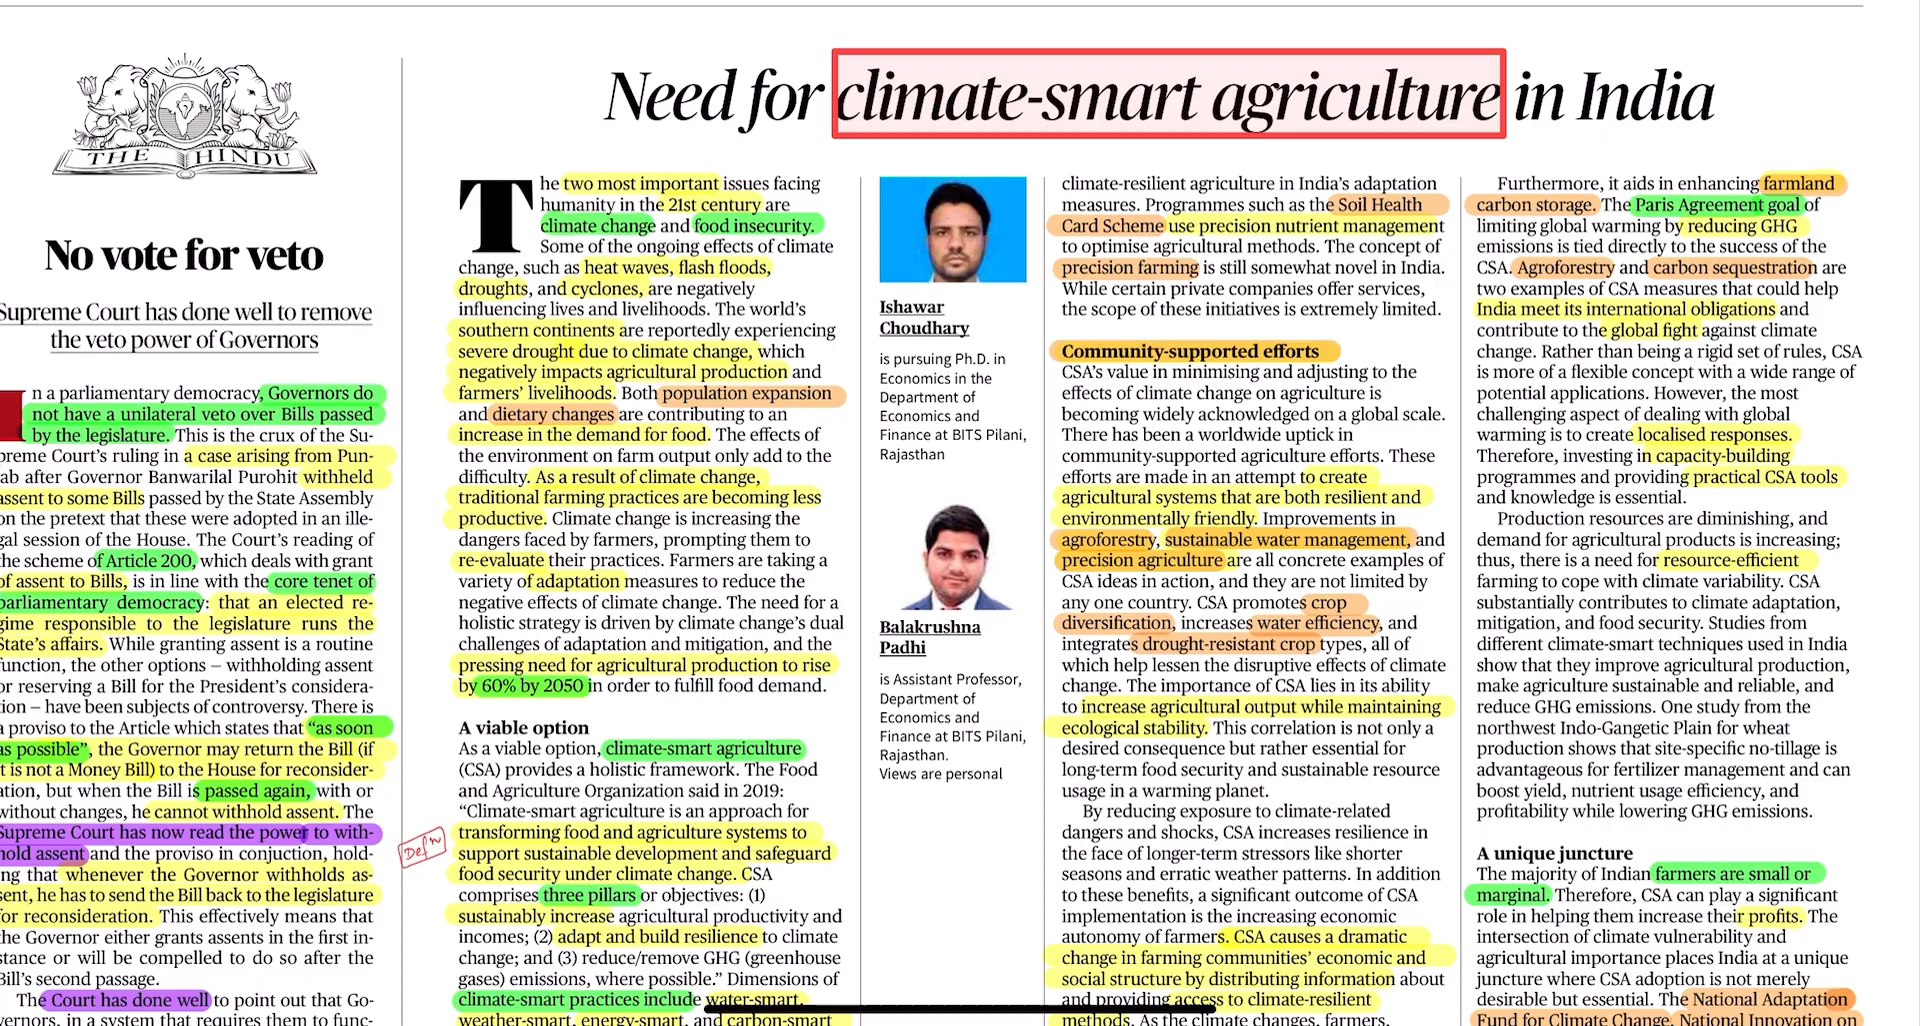 THE HINDU
No vote for veto
Supreme Court has done well to remove
the veto power of Governors
n a parliamentary democracy, Governors do
not have a unilateral veto over Bills passed
by the legislature. This is the crux of the Su-
preme Court's ruling in a case arising from Pun-
jab after Governor Banwarilal Purohit withheld
assent to some Bills passed by the State Assembly
on the pretext that these were adopted in an ille-
gal session of the House. The Court's reading of
the scheme of Article 200, which deals with grant
of assent to Bills, is in line with the core tenet of
parliamentary democracy: that an elected re-
gime responsible to the legislature runs the
State's affairs. While granting assent is a routine
function, the other options – withholding assent
or reserving a Bill for the President's considera-
tion – have been subjects of controversy. There is
a proviso to the Article which states that "as soon
as possible", the Governor may return the Bill (if
it is not a Money Bill) to the House for reconsider-
ation, but when the Bill is passed again, with or
without changes, he cannot withhold assent. The
Supreme Court has now read the power to with-
hold assent and the proviso in conjuction, hold-
ing that whenever the Governor withholds as-
sent, he has to send the Bill back to the legislature
for reconsideration. This effectively means that
the Governor either grants assents in the first in-
stance or will be compelled to do so after the
Bill's second passage.
The Court has done well to point out that Go-
vernors, in a system that requires them to func-
Need for climate-smart agriculture in India
The two most important issues facing
humanity in the 21st century are
climate change and food insecurity.
Some of the ongoing effects of climate
change, such as heat waves, flash floods,
droughts, and cyclones, are negatively
influencing lives and livelihoods. The world's
southern continents are reportedly experiencing
severe drought due to climate change, which
negatively impacts agricultural production and
farmers' livelihoods. Both population expansion
and dietary changes are contributing to an
increase in the demand for food. The effects of
the environment on farm output only add to the
difficulty. As a result of climate change,
traditional farming practices are becoming less
productive. Climate change is increasing the
dangers faced by farmers, prompting them to
re-evaluate their practices. Farmers are taking a
variety of adaptation measures to reduce the
negative effects of climate change. The need for a
holistic strategy is driven by climate change's dual
challenges of adaptation and mitigation, and the
pressing need for agricultural production to rise
by 60% by 2050 in order to fulfill food demand.
A viable option
As a viable option, climate-smart agriculture
(CSA) provides a holistic framework. The Food
and Agriculture Organization said in 2019:
"Climate-smart agriculture is an approach for
transforming food and agriculture systems to
support sustainable development and safeguard
food security under climate change. CSA
comprises three pillars or objectives: (1)
sustainably increase agricultural productivity and
incomes; (2) adapt and build resilience to climate
change; and (3) reduce/remove GHG (greenhouse
gases) emissions, where possible." Dimensions of
climate-smart practices include water-smart,
weather-smart, energy-smart, and carbon-smart
Defn
Ishawar
Choudhary
is pursuing Ph.D. in
Economics in the
Department of
Economics and
Finance at BITS Pilani,
Rajasthan
Balakrushna
Padhi
is Assistant Professor,
Department of
Economics and
Finance at BITS Pilani,
Rajasthan.
Views are personal
climate-resilient agriculture in India's adaptation
measures. Programmes such as the Soil Health
Card Scheme use precision nutrient management
to optimise agricultural methods. The concept of
precision farming is still somewhat novel in India.
While certain private companies offer services,
the scope of these initiatives is extremely limited.
Community-supported efforts
CSA's value in minimising and adjusting to the
effects of climate change on agriculture is
becoming widely acknowledged on a global scale.
There has been a worldwide uptick in
community-supported agriculture efforts. These
efforts are made in an attempt to create
agricultural systems that are both resilient and
environmentally friendly. Improvements in
agroforestry, sustainable water management, and
precision agriculture are all concrete examples of
CSA ideas in action, and they are not limited by
any one country. CSA promotes crop
diversification, increases water efficiency, and
integrates drought-resistant crop types, all of
which help lessen the disruptive effects of climate
change. The importance of CSA lies in its ability
to increase agricultural output while maintaining
ecological stability. This correlation is not only a
desired consequence but rather essential for
long-term food security and sustainable resource
usage in a warming planet.
By reducing exposure to climate-related
dangers and shocks, CSA increases resilience in
the face of longer-term stressors like shorter
seasons and erratic weather patterns. In addition
to these benefits, a significant outcome of CSA
implementation is the increasing economic
autonomy of farmers. CSA causes a dramatic
change in farming communities' economic and
social structure by distributing information about
and providing access to climate-resilient
methods. As the climate changes, farmers,
Furthermore, it aids in enhancing farmland
carbon storage. The Paris Agreement goal of
limiting global warming by reducing GHG
emissions is tied directly to the success of the
CSA. Agroforestry and carbon sequestration are
two examples of CSA measures that could help
India meet its international obligations and
contribute to the global fight against climate
change. Rather than being a rigid set of rules, CSA
is more of a flexible concept with a wide range of
potential applications. However, the most
challenging aspect of dealing with global
warming is to create localised responses.
Therefore, investing in capacity-building
programmes and providing practical CSA tools
and knowledge is essential.
Production resources are diminishing, and
demand for agricultural products is increasing;
thus, there is a need for resource-efficient
farming to cope with climate variability. CSA
substantially contributes to climate adaptation,
mitigation, and food security. Studies from
different climate-smart techniques used in India
show that they improve agricultural production,
make agriculture sustainable and reliable, and
reduce GHG emissions. One study from the
northwest Indo-Gangetic Plain for wheat
production shows that site-specific no-tillage is
advantageous for fertilizer management and can
boost yield, nutrient usage efficiency, and
profitability while lowering GHG emissions.
A unique juncture
The majority of Indian farmers are small or
marginal. Therefore, CSA can play a significant
role in helping them increase their profits. The
intersection of climate vulnerability and
agricultural importance places India at a unique
juncture where CSA adoption is not merely
desirable but essential. The National Adaptation
Fund for Climate Change, National Innovation on